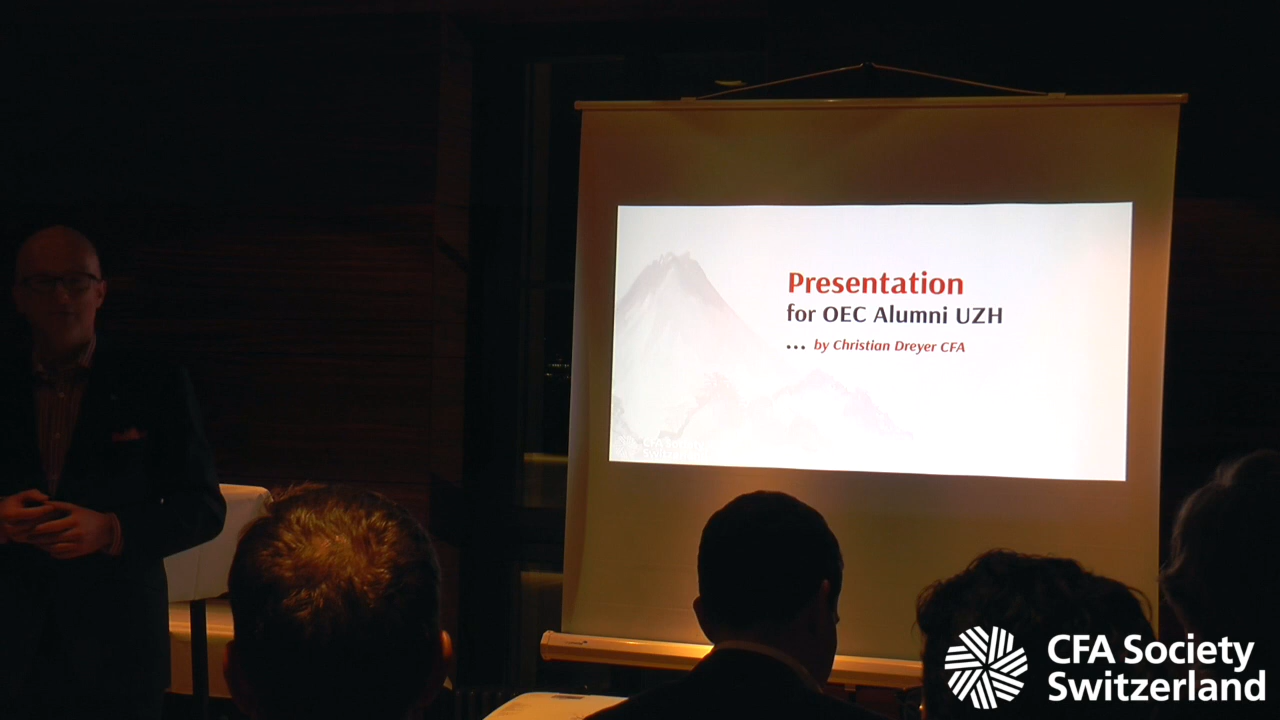 Presentation
for OEC Alumni UZH
... by Christian Dreyer CFA
CFA Society
Switzerland